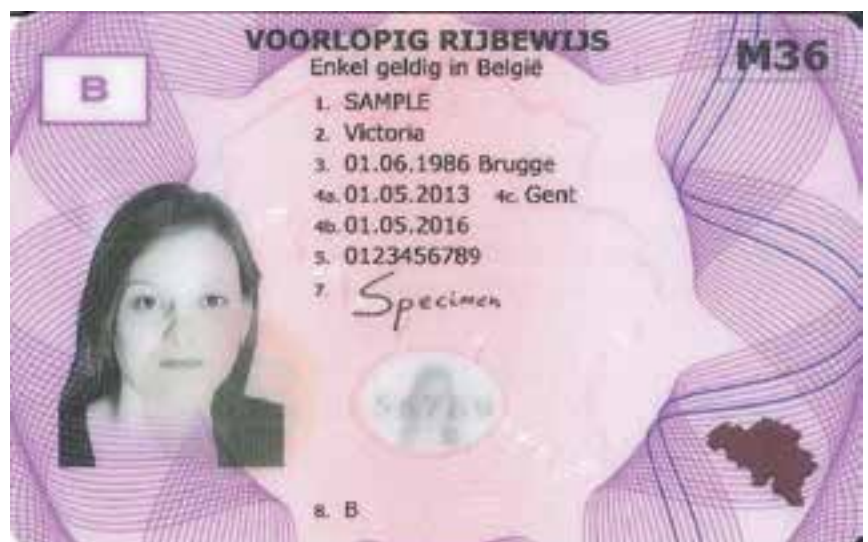 VOORLOPIG RIJBEWIJS
Enkel geldig in België
M36
B
1. SAMPLE
2. Victoria
3. 01.06.1986 Brugge
4a. 01.05.2013 4c. Gent
4b. 01.05.2016
5. 0123456789
7. Specimen
8. B